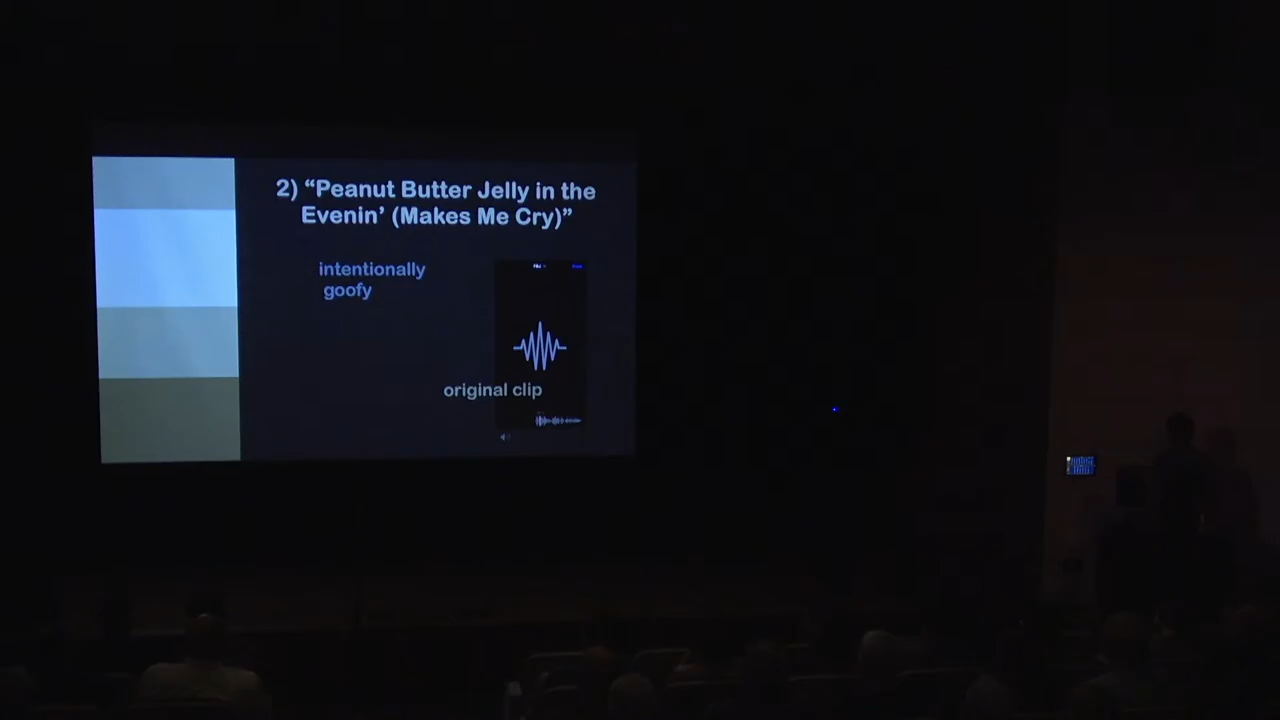 2) “Peanut Butter Jelly in the
Evenin’ (Makes Me Cry)”
intentionally
goofy
original clip